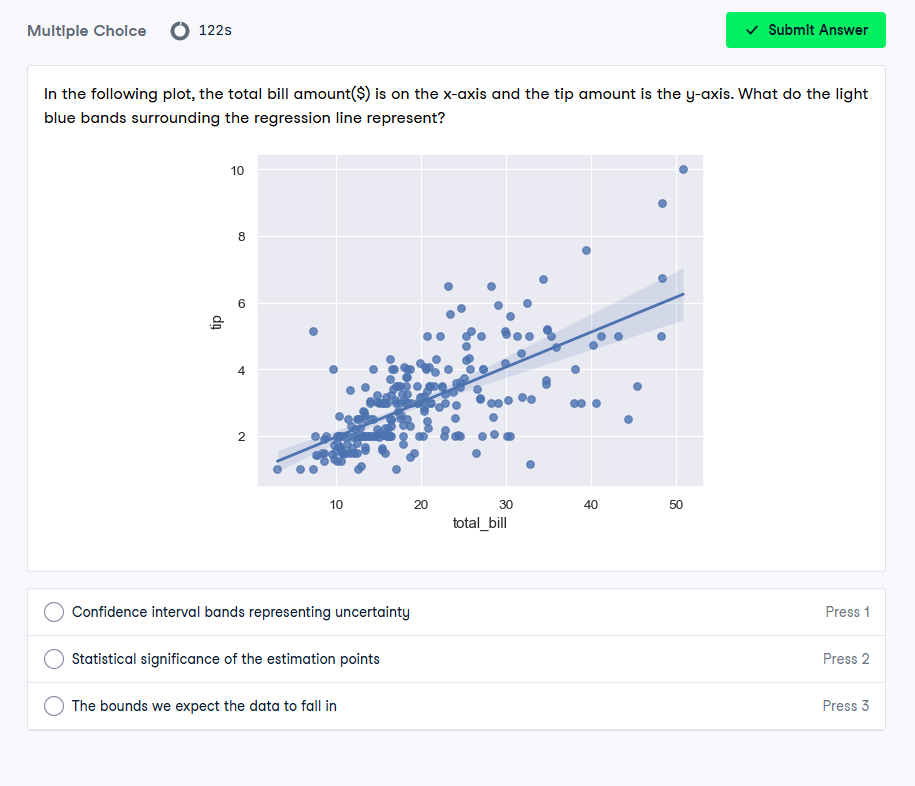 Multiple Choice 122s Submit Answer
In the following plot, the total bill amount($) is on the x-axis and the tip amount is the y-axis. What do the light
blue bands surrounding the regression line represent?
10
8
6
4
2
tip
10 20 30 40 50
total_bill
Confidence interval bands representing uncertainty Press 1
Statistical significance of the estimation points Press 2
The bounds we expect the data to fall in Press 3